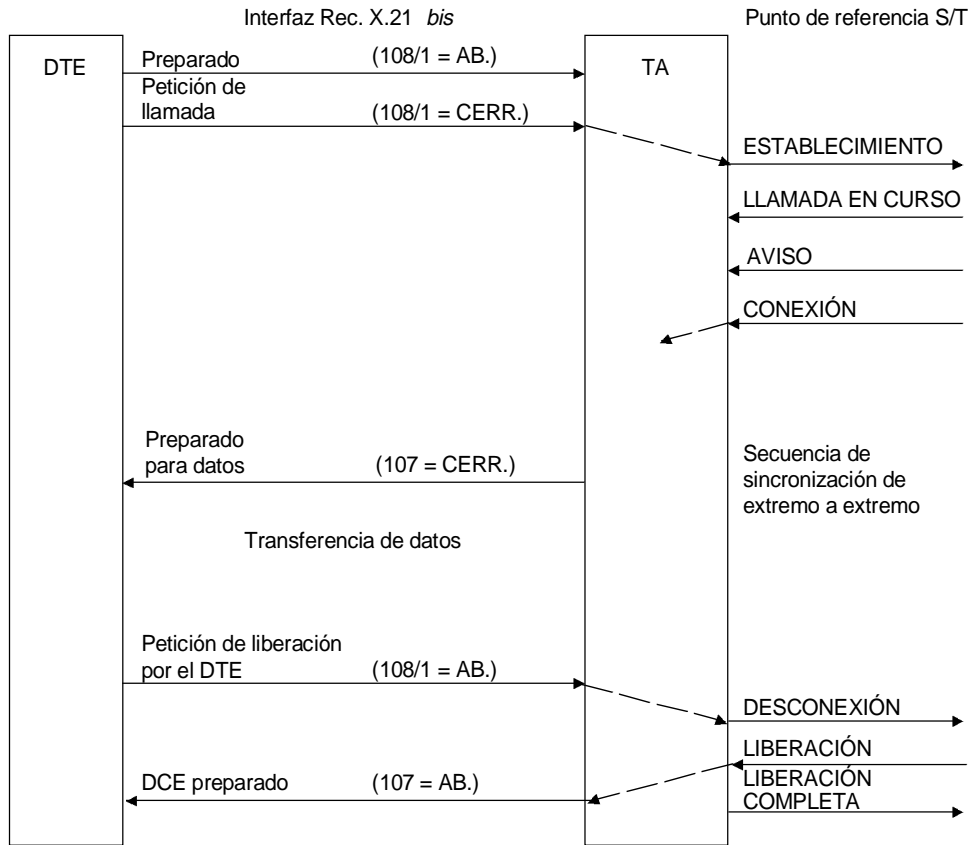 Interfaz Rec. X.21 bis
Punto de referencia S/T
DTE
TA
Preparado (108/1 = AB.)
Petición de
llamada (108/1 = CERR.)
ESTABLECIMIENTO
LLAMADA EN CURSO
AVISO
CONEXIÓN
Preparado
para datos (107 = CERR.)
Secuencia de
sincronización de
extremo a extremo
Transferencia de datos
Petición de liberación
por el DTE (108/1 = AB.)
DESCONEXIÓN
LIBERACIÓN
DCE preparado (107 = AB.)
LIBERACIÓN
COMPLETA